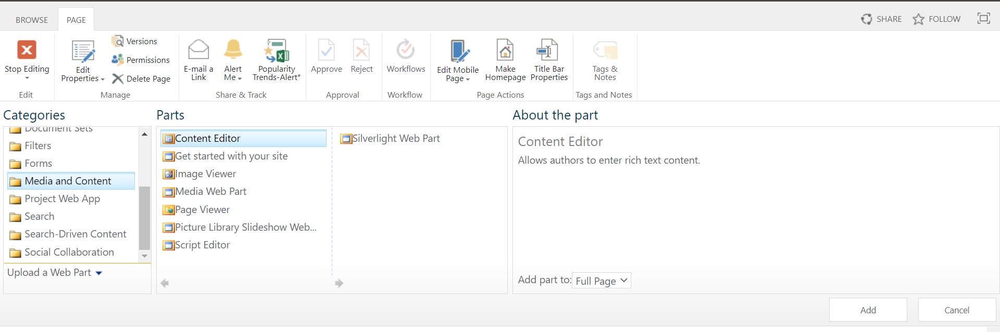 BROWSE
PAGE
SHARE
FOLLOW
Stop Editing
Edit
Edit
Properties
Versions
Permissions
Delete Page
Manage
E-mail a
Link
Alert
Me
Popularity
Trends-Alert*
Share & Track
Approve
Reject
Approval
Workflows
Workflow
Edit Mobile
Page
Make
Homepage
Title Bar
Properties
Page Actions
Tags &
Notes
Tags and Notes
Categories
Document Sets
Filters
Forms
Media and Content
Project Web App
Search
Search-Driven Content
Social Collaboration
Upload a Web Part
Parts
Content Editor
Get started with your site
Image Viewer
Media Web Part
Page Viewer
Picture Library Slideshow Web...
Script Editor
Silverlight Web Part
About the part
Content Editor
Allows authors to enter rich text content.
Add part to: Full Page
Add
Cancel